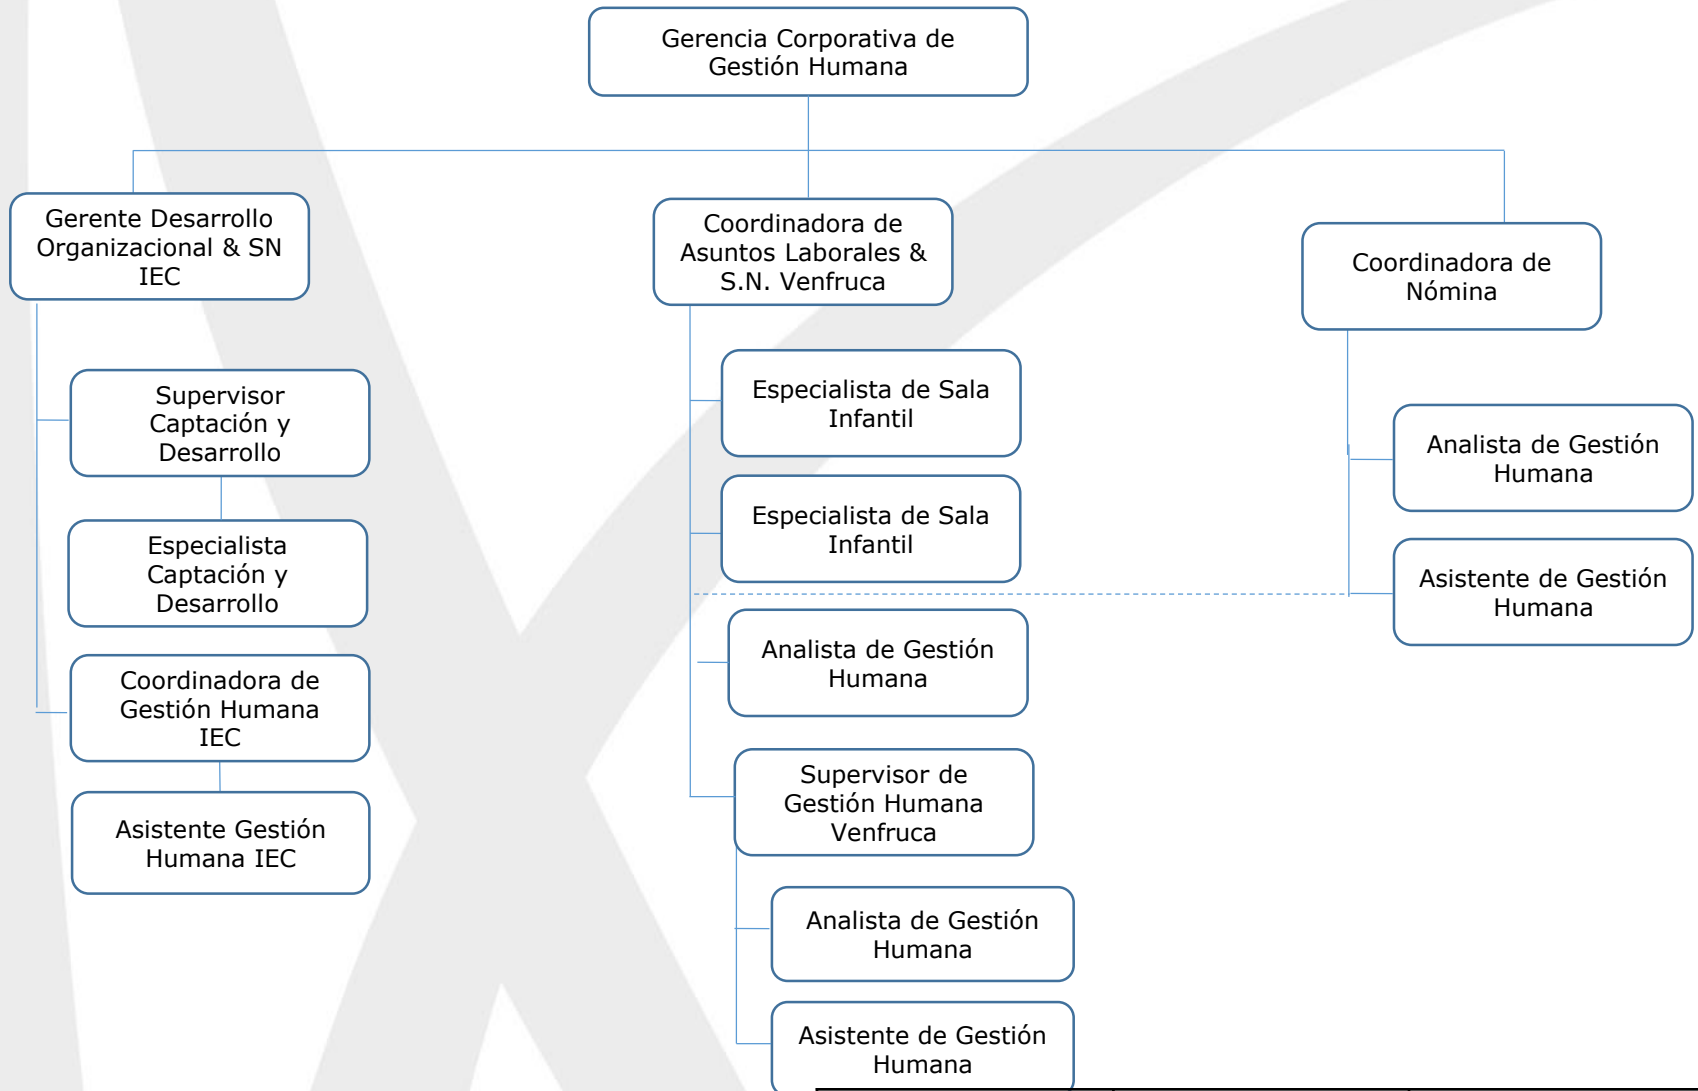 Gerencia Corporativa de
Gestión Humana
Gerente Desarrollo
Organizacional & SN
IEC
Supervisor
Captación y
Desarrollo
Especialista
Captación y
Desarrollo
Coordinadora de
Gestión Humana
IEC
Asistente Gestión
Humana IEC
Coordinadora de
Asuntos Laborales &
S.N. Venfruca
Especialista de Sala
Infantil
Especialista de Sala
Infantil
Analista de Gestión
Humana
Supervisor de
Gestión Humana
Venfruca
Analista de Gestión
Humana
Asistente de Gestión
Humana
Coordinadora de
Nómina
Analista de Gestión
Humana
Asistente de Gestión
Humana